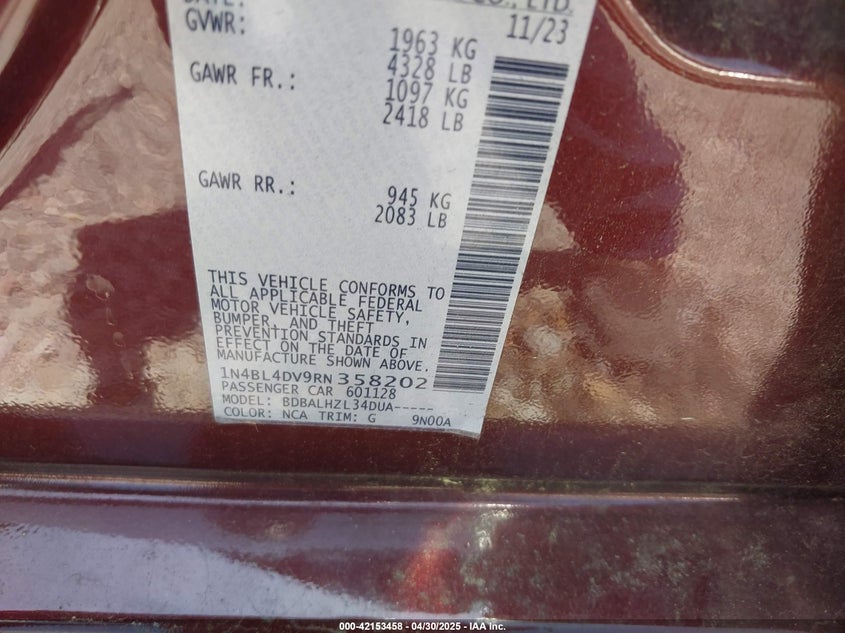 DATE:
CO., LTD.
11/23
GVWR:
1963 KG
4328 LB
GAWR FR.:
1097 KG
2418 LB
GAWR RR.:
945 KG
2083 LB
THIS VEHICLE CONFORMS TO
ALL APPLICABLE FEDERAL
MOTOR VEHICLE SAFETY,
BUMPER, AND THEFT
PREVENTION STANDARDS IN
EFFECT ON THE DATE OF
MANUFACTURE SHOWN ABOVE.
1N4BL4DV9RN358202
PASSENGER CAR 601128
MODEL: BDBALHZL34DUA-----
COLOR: NCA TRIM: G 9N00A
000-42153458 - 04/30/2025 - IAA Inc.